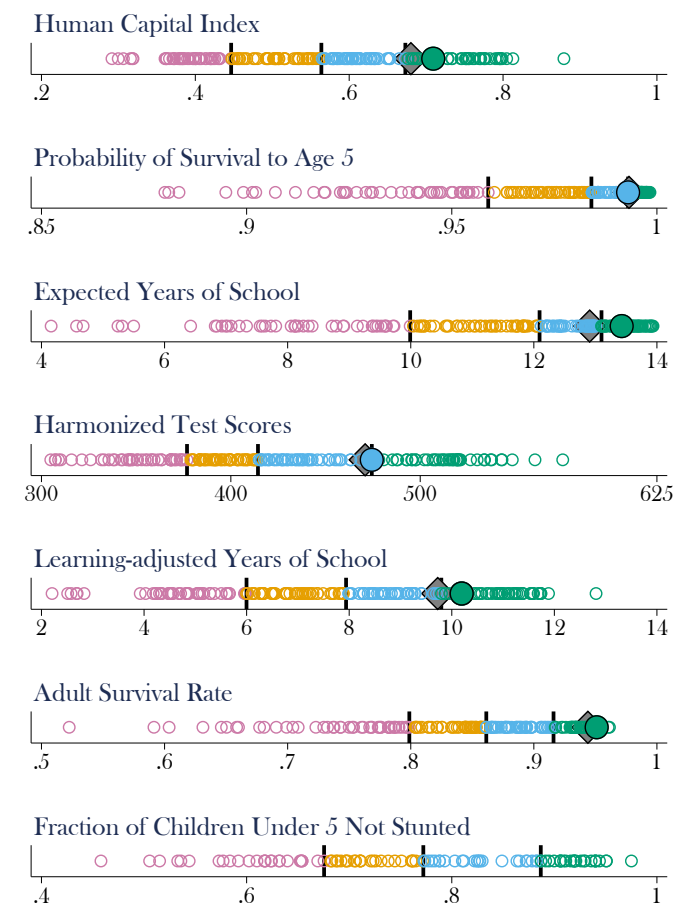 Human Capital Index
.2 .4 .6 .8 1
Probability of Survival to Age 5
.85 .9 .95 1
Expected Years of School
4 6 8 10 12 14
Harmonized Test Scores
300 400 500 625
Learning-adjusted Years of School
2 4 6 8 10 12 14
Adult Survival Rate
.5 .6 .7 .8 .9 1
Fraction of Children Under 5 Not Stunted
.4 .6 .8 1